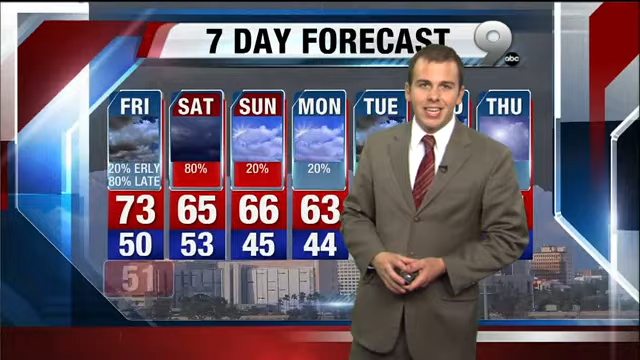 7 DAY FORECAST
9
abc
FRI SAT SUN MON TUE THU
20% ERLY 80% 20% 20%
80% LATE
73 65 66 63
50 53 45 44
51